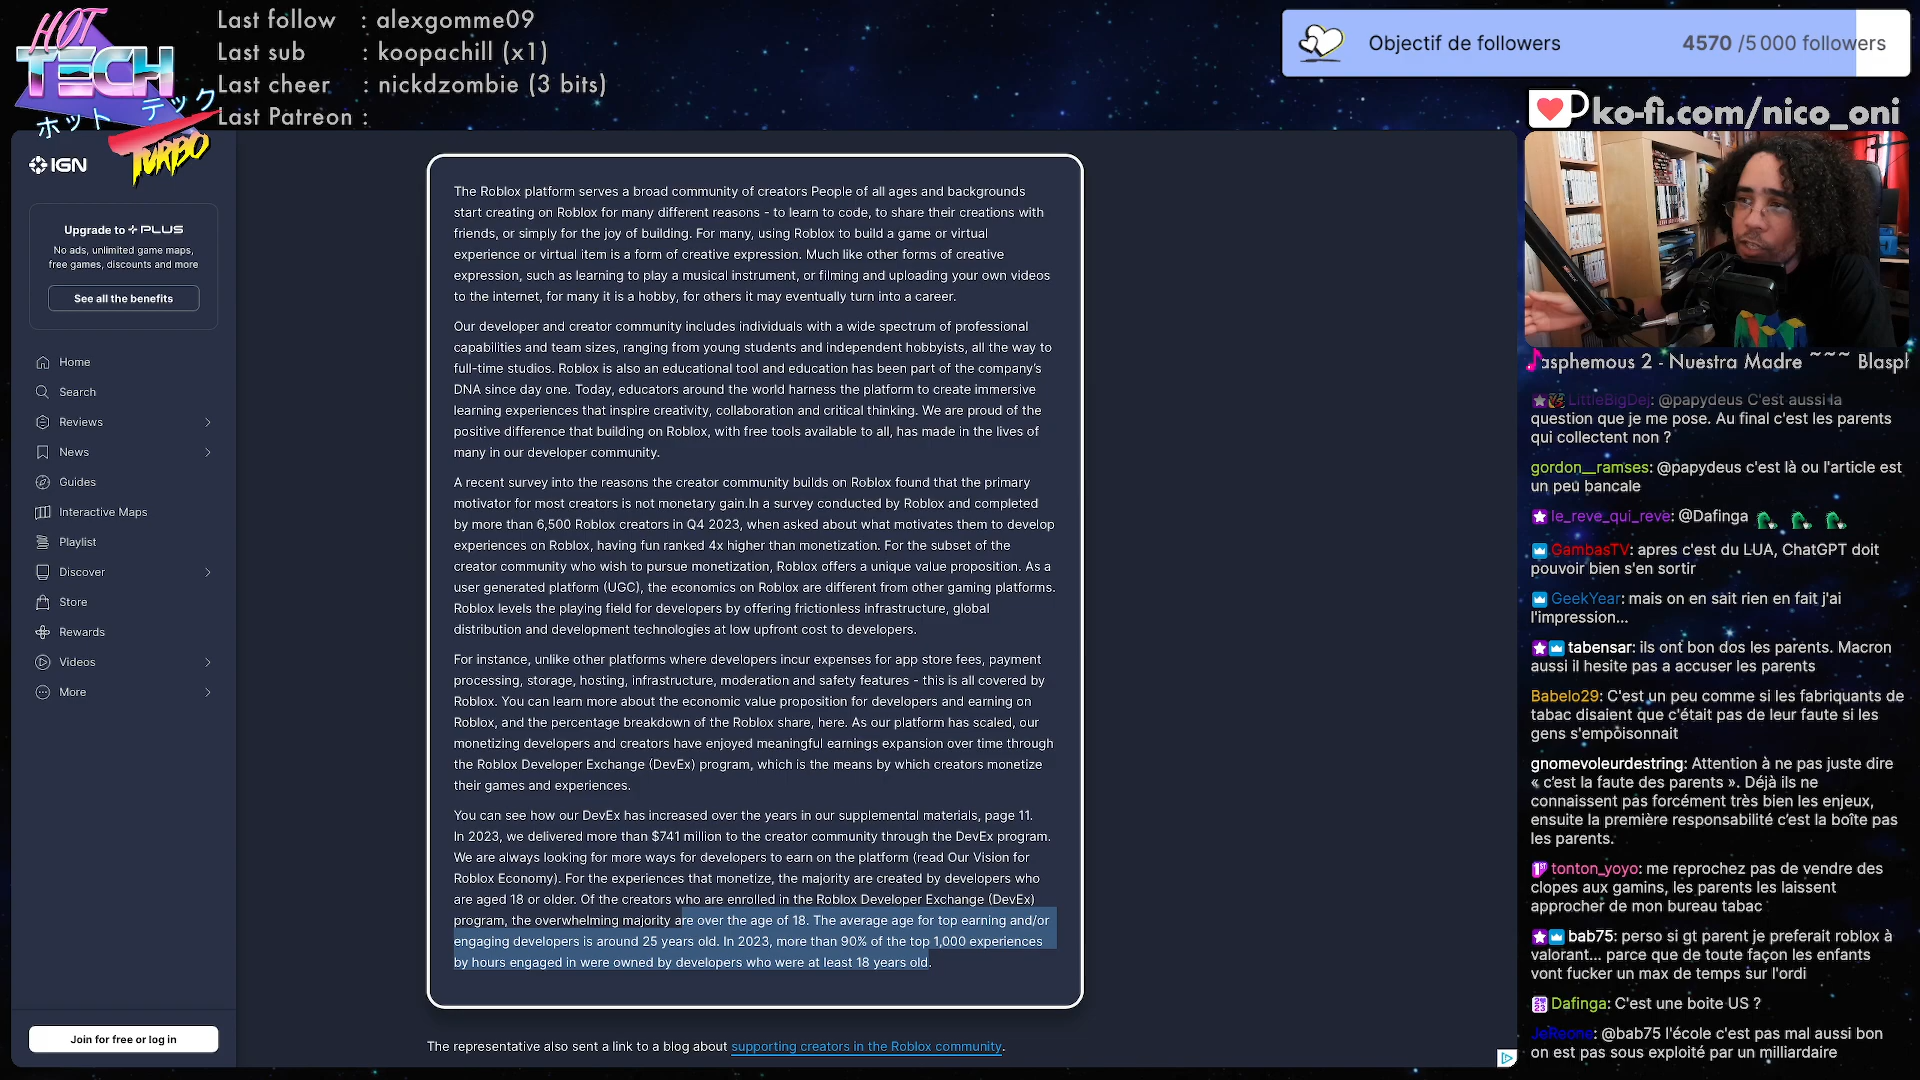 HOT
TECH
ホット テック
TURBO
Last follow : alexgomme09
Last sub : koopachill (x1)
Last cheer : nickdzombie (3 bits)
Last Patreon :
Objectif de followers 4570 /5 000 followers
ko-fi.com/nico_oni
IGN
Upgrade to PLUS
No ads, unlimited game maps,
free games, discounts and more
See all the benefits
Home
Search
Reviews
News
Guides
Interactive Maps
Playlist
Discover
Store
Rewards
Videos
More
Join for free or log in
The Roblox platform serves a broad community of creators People of all ages and backgrounds
start creating on Roblox for many different reasons - to learn to code, to share their creations with
friends, or simply for the joy of building. For many, using Roblox to build a game or virtual
experience or virtual item is a form of creative expression. Much like other forms of creative
expression, such as learning to play a musical instrument, or filming and uploading your own videos
to the internet, for many it is a hobby, for others it may eventually turn into a career.
Our developer and creator community includes individuals with a wide spectrum of professional
capabilities and team sizes, ranging from young students and independent hobbyists, all the way to
full-time studios. Roblox is also an educational tool and education has been part of the company's
DNA since day one. Today, educators around the world harness the platform to create immersive
learning experiences that inspire creativity, collaboration and critical thinking. We are proud of the
positive difference that building on Roblox, with free tools available to all, has made in the lives of
many in our developer community.
A recent survey into the reasons the creator community builds on Roblox found that the primary
motivator for most creators is not monetary gain.In a survey conducted by Roblox and completed
by more than 6,500 Roblox creators in Q4 2023, when asked about what motivates them to develop
experiences on Roblox, having fun ranked 4x higher than monetization. For the subset of the
creator community who wish to pursue monetization, Roblox offers a unique value proposition. As a
user generated platform (UGC), the economics on Roblox are different from other gaming platforms.
Roblox levels the playing field for developers by offering frictionless infrastructure, global
distribution and development technologies at low upfront cost to developers.
For instance, unlike other platforms where developers incur expenses for app store fees, payment
processing, storage, hosting, infrastructure, moderation and safety features - this is all covered by
Roblox. You can learn more about the economic value proposition for developers and earning on
Roblox, and the percentage breakdown of the Roblox share, here. As our platform has scaled, our
monetizing developers and creators have enjoyed meaningful earnings expansion over time through
the Roblox Developer Exchange (DevEx) program, which is the means by which creators monetize
their games and experiences.
You can see how our DevEx has increased over the years in our supplemental materials, page 11.
In 2023, we delivered more than $741 million to the creator community through the DevEx program.
We are always looking for more ways for developers to earn on the platform (read Our Vision for
Roblox Economy). For the experiences that monetize, the majority are created by developers who
are aged 18 or older. Of the creators who are enrolled in the Roblox Developer Exchange (DevEx)
program, the overwhelming majority are over the age of 18. The average age for top earning and/or
engaging developers is around 25 years old. In 2023, more than 90% of the top 1,000 experiences
by hours engaged in were owned by developers who were at least 18 years old.
The representative also sent a link to a blog about supporting creators in the Roblox community.
asphemous 2 - Nuestra Madre ~~~ Blasph
LittleBigDej: @papydeus C'est aussi la
question que je me pose. Au final c'est les parents
qui collectent non ?
gordon__ramses: @papydeus c'est là ou l'article est
un peu bancale
le_reve_qui_reve: @Dafinga
GambasTV: apres c'est du LUA, ChatGPT doit
pouvoir bien s'en sortir
GeekYear: mais on en sait rien en fait j'ai
l'impression...
tabensar: ils ont bon dos les parents. Macron
aussi il hesite pas a accuser les parents
Babelo29: C'est un peu comme si les fabriquants de
tabac disaient que c'était pas de leur faute si les
gens s'empoisonnait
gnomevoleurdestring: Attention à ne pas juste dire
« c'est la faute des parents ». Déjà ils ne
connaissent pas forcément très bien les enjeux,
ensuite la première responsabilité c'est la boîte pas
les parents.
tonton_yoyo: me reprochez pas de vendre des
clopes aux gamins, les parents les laissent
approcher de mon bureau tabac
bab75: perso si gt parent je preferait roblox à
valorant... parce que de toute façon les enfants
vont fucker un max de temps sur l'ordi
Dafinga: C'est une boite US ?
JeReone: @bab75 l'école c'est pas mal aussi bon
on est pas sous exploité par un milliardaire